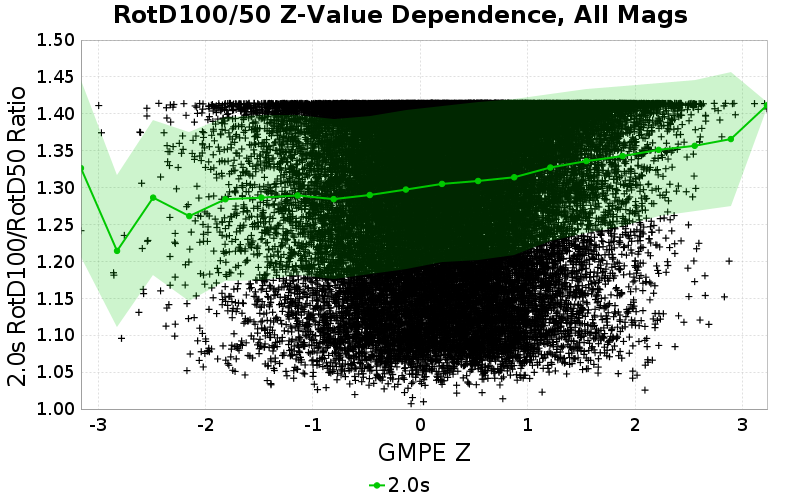 RotD100/50 Z-Value Dependence, All Mags
2.0s RotD100/RotD50 Ratio
1.50
1.45
1.40
1.35
1.30
1.25
1.20
1.15
1.10
1.05
1.00
-3 -2 -1 0 1 2 3
GMPE Z
2.0s